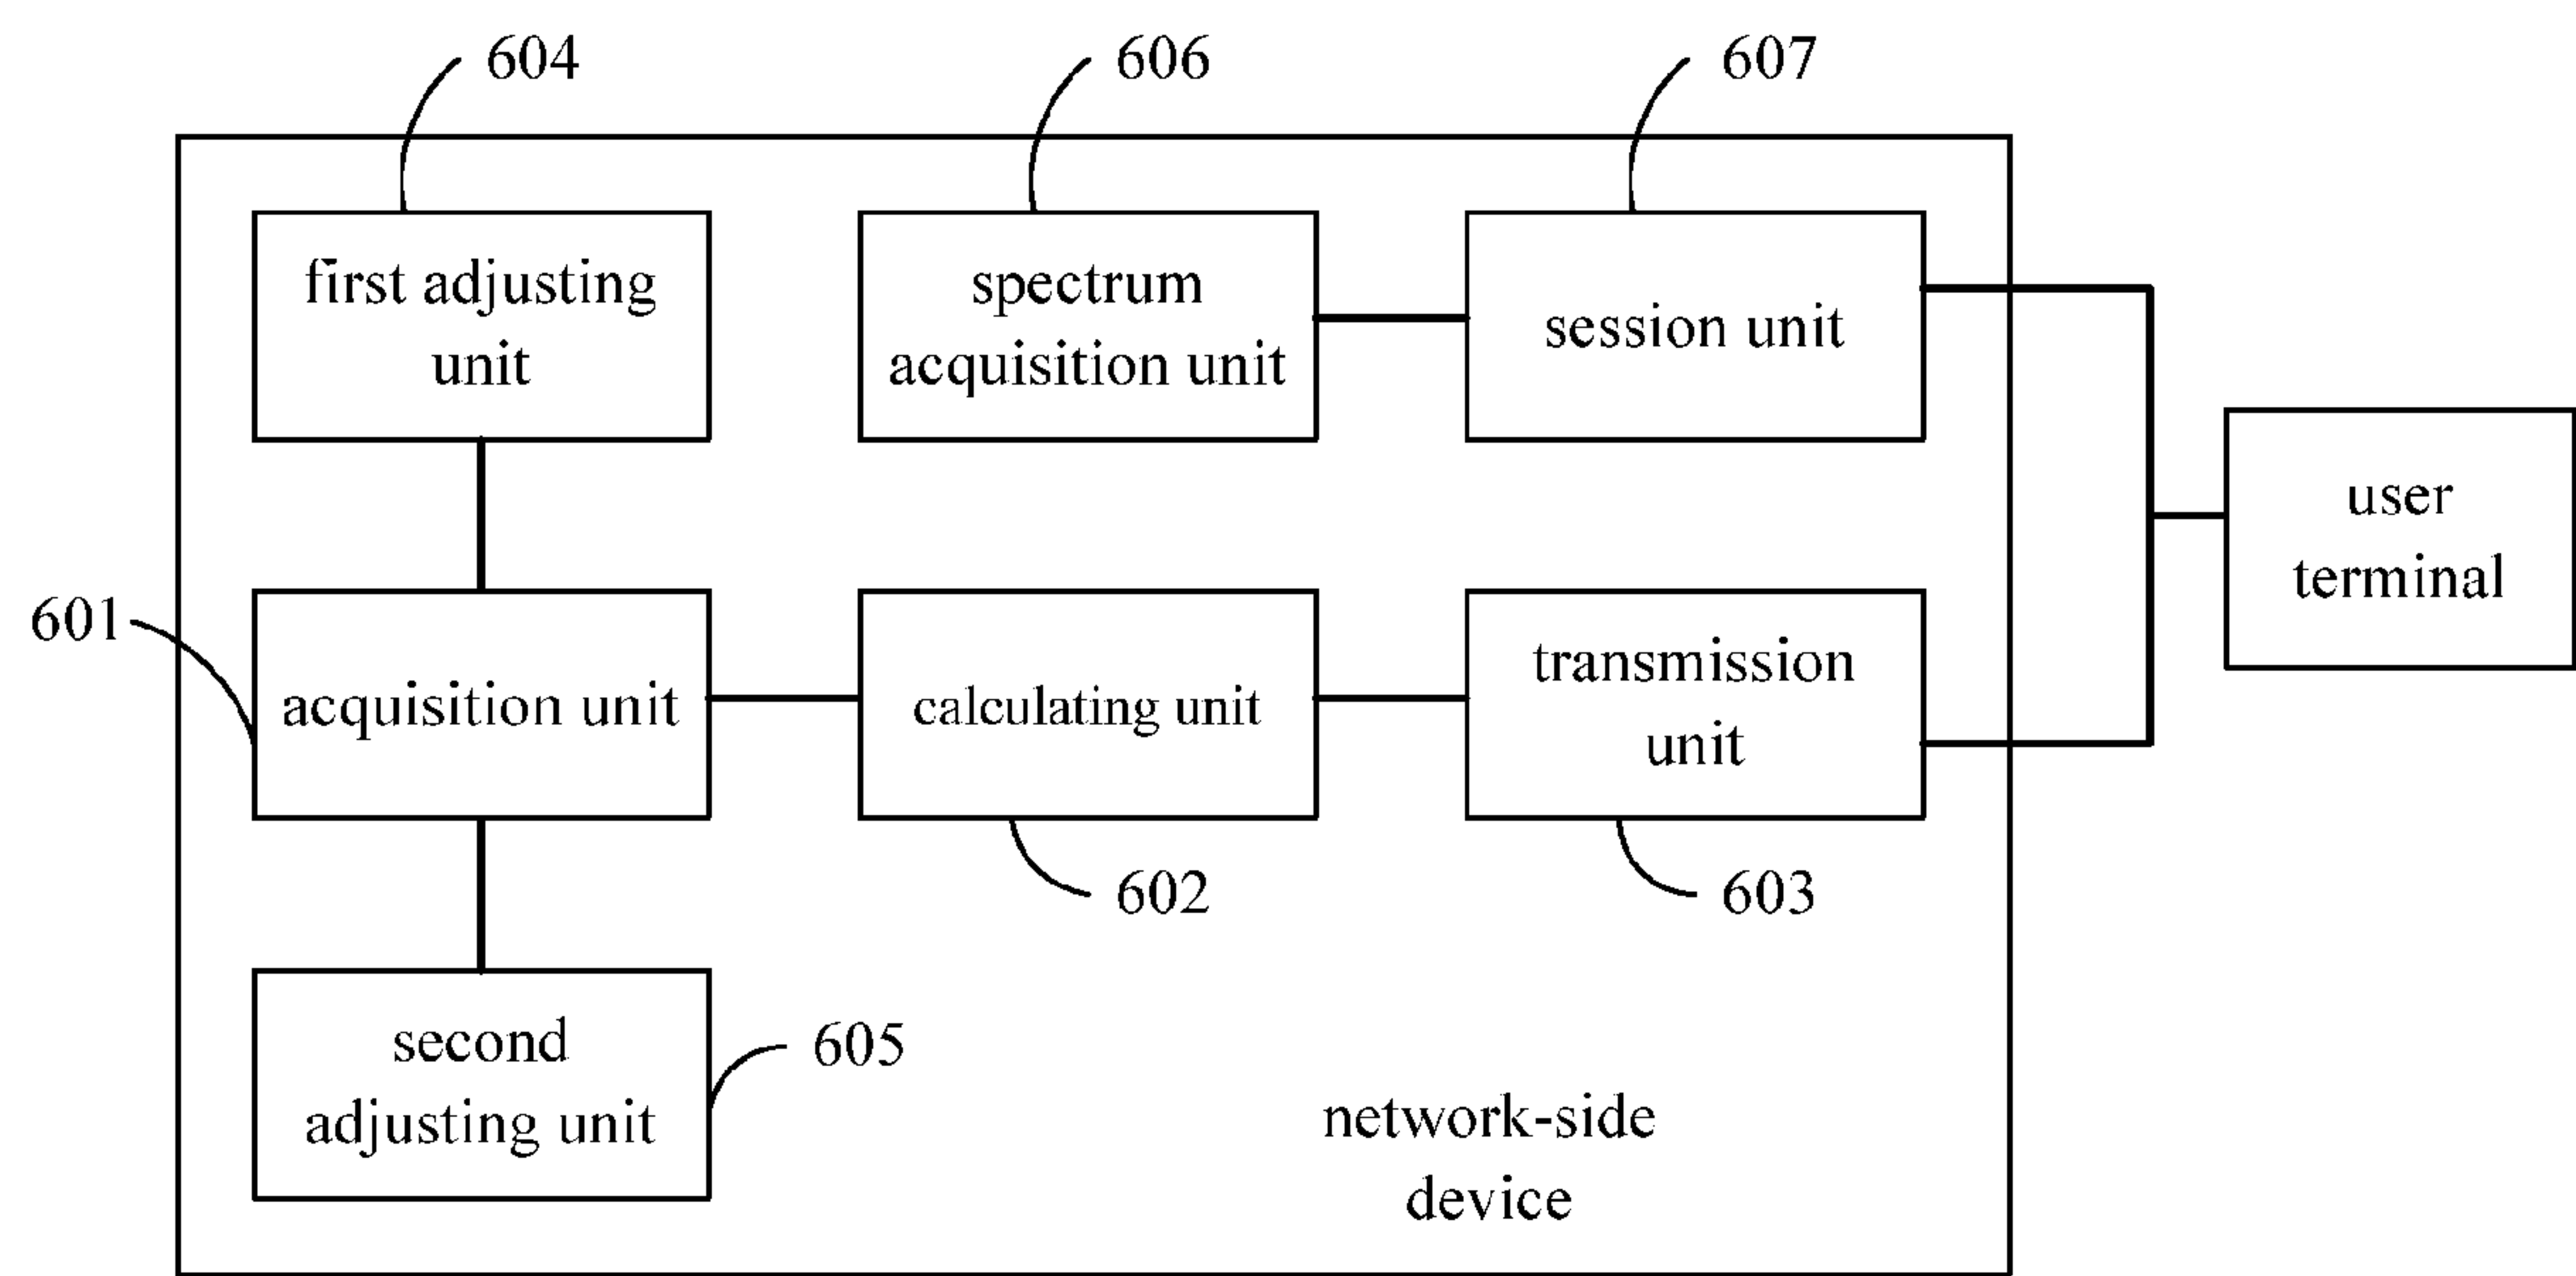 604
606
607
first adjusting
unit
spectrum
acquisition unit
session unit
user
terminal
601
acquisition unit
calculating unit
transmission
unit
602
603
second
adjusting unit
605
network-side
device